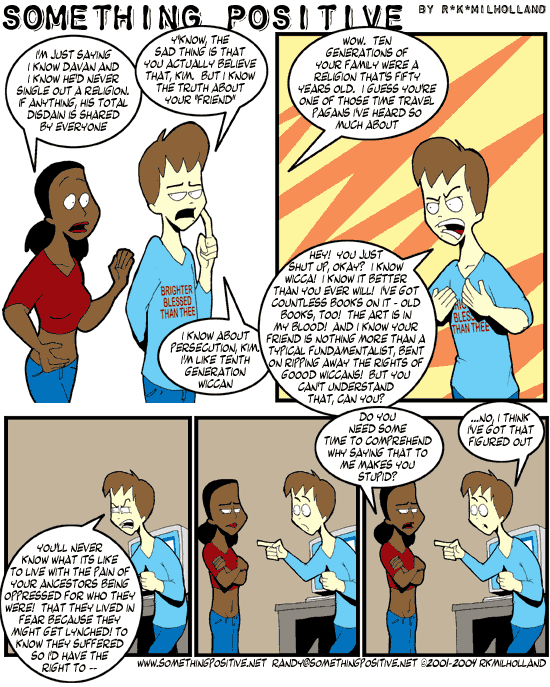 SOMETHING POSITIVE BY R*K*MILHOLLAND
I'M JUST SAYING
I KNOW DAVAN AND
I KNOW HE'D NEVER
SINGLE OUT A RELIGION.
IF ANYTHING, HIS TOTAL
DISDAIN IS SHARED
BY EVERYONE
Y'KNOW, THE
SAD THING IS THAT
YOU ACTUALLY BELIEVE
THAT, KIM. BUT I KNOW
THE TRUTH ABOUT
YOUR "FRIEND"
BRIGHTER
BLESSED
THAN THEE
I KNOW ABOUT
PERSECUTION, KIM.
I'M LIKE TENTH
GENERATION
WICCAN
WOW. TEN
GENERATIONS OF
YOUR FAMILY WERE A
RELIGION THAT'S FIFTY
YEARS OLD. I GUESS YOU'RE
ONE OF THOSE TIME TRAVEL
PAGANS I'VE HEARD SO
MUCH ABOUT
HEY! YOU JUST
SHUT UP, OKAY? I KNOW
WICCA! I KNOW IT BETTER
THAN YOU EVER WILL! I'VE GOT
COUNTLESS BOOKS ON IT - OLD
BOOKS, TOO! THE ART IS IN
MY BLOOD! AND I KNOW YOUR
FRIEND IS NOTHING MORE THAN A
TYPICAL FUNDAMENTALIST, BENT
ON RIPPING AWAY THE RIGHTS OF
GOOOD WICCANS! BUT YOU
CAN'T UNDERSTAND
THAT, CAN YOU?
BLESS
THAN THEE
YOU'LL NEVER
KNOW WHAT IT'S LIKE
TO LIVE WITH THE PAIN OF
YOUR ANCESTORS BEING
OPPRESSED FOR WHO THEY
WERE! THAT THEY LIVED IN
FEAR BECAUSE THEY
MIGHT GET LYNCHED! TO
KNOW THEY SUFFERED
SO I'D HAVE THE
RIGHT TO --
DO YOU
NEED SOME
TIME TO COMPREHEND
WHY SAYING THAT TO
ME MAKES YOU
STUPID?
...NO, I THINK
I'VE GOT THAT
FIGURED OUT
WWW.SOMETHINGPOSITIVE.NET RANDY@SOMETHINGPOSITIVE.NET ©2001-2004 RKMILHOLLAND